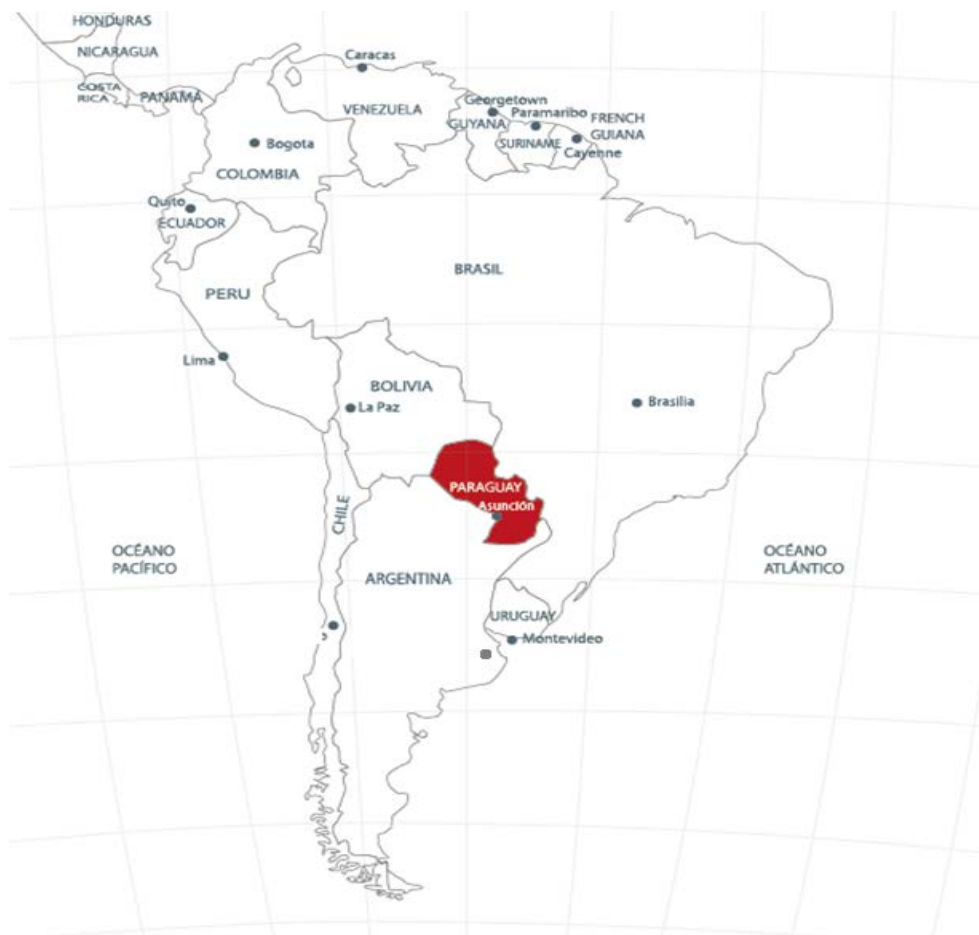 HONDURAS
NICARAGUA
COSTA
RICA
PANAMÁ
Caracas
VENEZUELA
Georgetown
GUYANA
Paramaribo
SURINAME
FRENCH
GUIANA
Cayenne
Bogota
COLOMBIA
Quito
ECUADOR
BRASIL
PERU
Lima
BOLIVIA
La Paz
Brasilia
PARAGUAY
Asunción
CHILE
OCÉANO
PACÍFICO
ARGENTINA
OCÉANO
ATLÁNTICO
URUGUAY
Montevideo